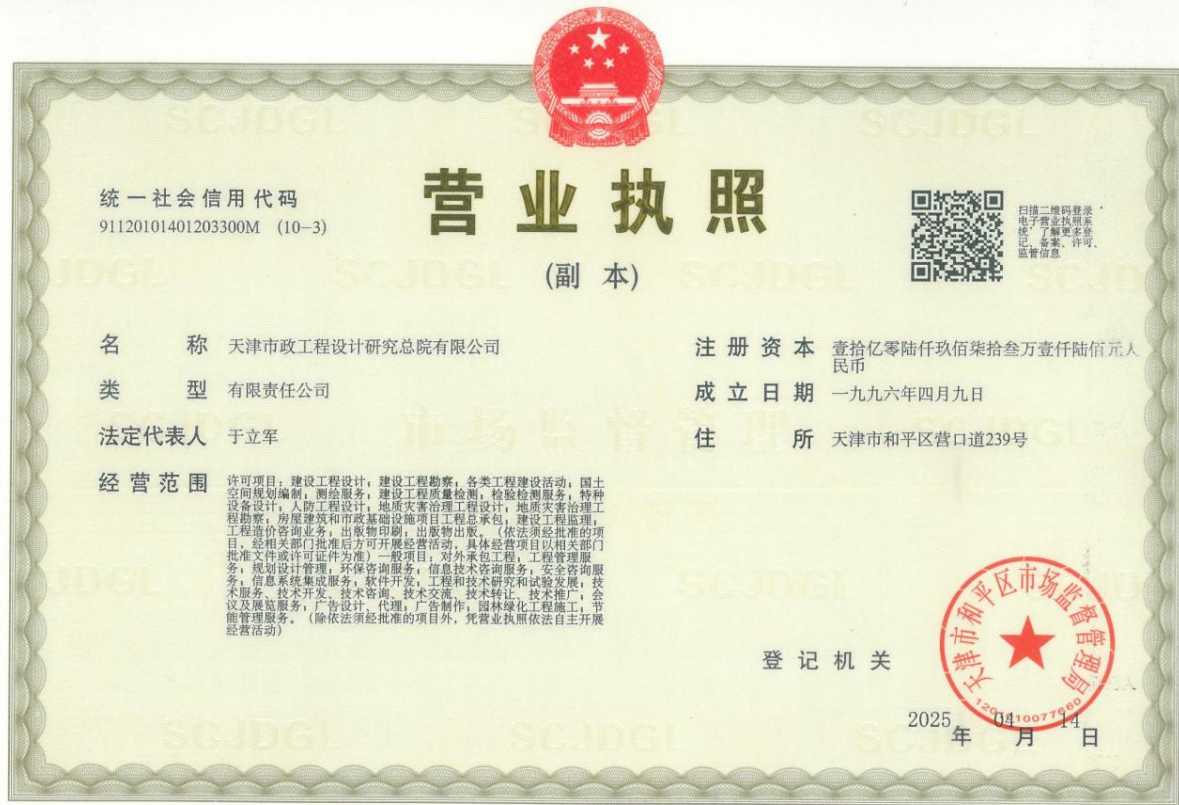 营业执照
(副 本)
统一社会信用代码
91120101401203300M (10-3)
扫描二维码登录
电子营业执照系
统,了解更多登
记、备案、许可、
监管信息
名 称 天津市政工程设计研究总院有限公司
类 型 有限责任公司
法定代表人 于立军
经营范围 许可项目:建设工程设计;建设工程勘察;各类工程建设活动;国土
空间规划编制;测绘服务;建设工程质量检测;检验检测服务;特种
设备设计;人防工程设计;地质灾害治理工程设计;地质灾害治理工
程勘察;房屋建筑和市政基础设施项目工程总承包;建设工程监理;
工程造价咨询业务;出版物印刷;出版物出版。(依法须经批准的项
目,经相关部门批准后方可开展经营活动,具体经营项目以相关部门
批准文件或许可证件为准)一般项目:对外承包工程;工程管理服
务;规划设计管理;环保咨询服务;信息技术咨询服务;安全咨询服
务;信息系统集成服务;软件开发;工程和技术研究和试验发展;技
术服务、技术开发、技术咨询、技术交流、技术转让、技术推广;会
议及展览服务;广告设计、代理;广告制作;园林绿化工程施工;节
能管理服务。(除依法须经批准的项目外,凭营业执照依法自主开展
经营活动)
注册资本 壹拾亿零陆仟玖佰柒拾叁万壹仟陆佰元人
民币
成立日期 一九九六年四月九日
住 所 天津市和平区营口道239号
登记机关
天津市和平区市场监督管理局
2025年04月14日
SCJDGL
市场监督管理